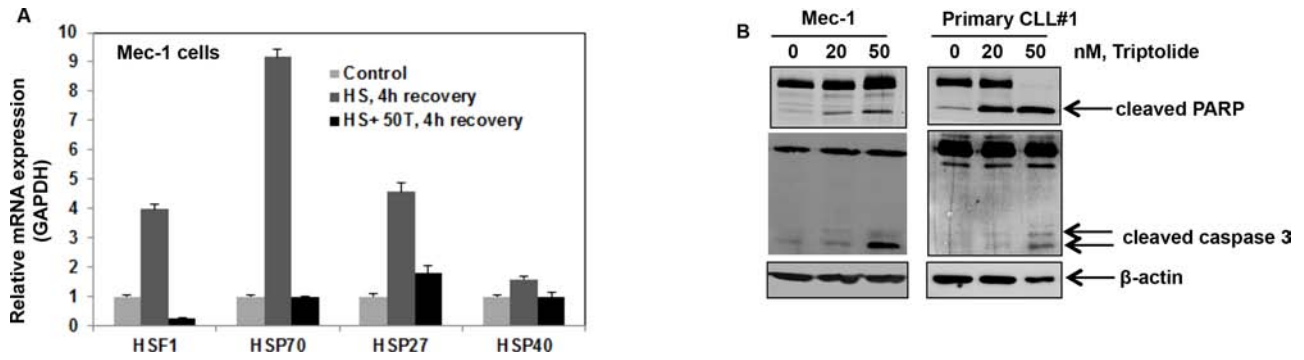 A
Relative mRNA expression
(GAPDH)
10
9
8
7
6
5
4
3
2
1
0
Mec-1 cells
Control
HS, 4h recovery
HS+ 50T, 4h recovery
HSF1 HSP70 HSP27 HSP40
B
Mec-1 Primary CLL#1
0 20 50 0 20 50 nM, Triptolide
cleaved PARP
cleaved caspase 3
β-actin